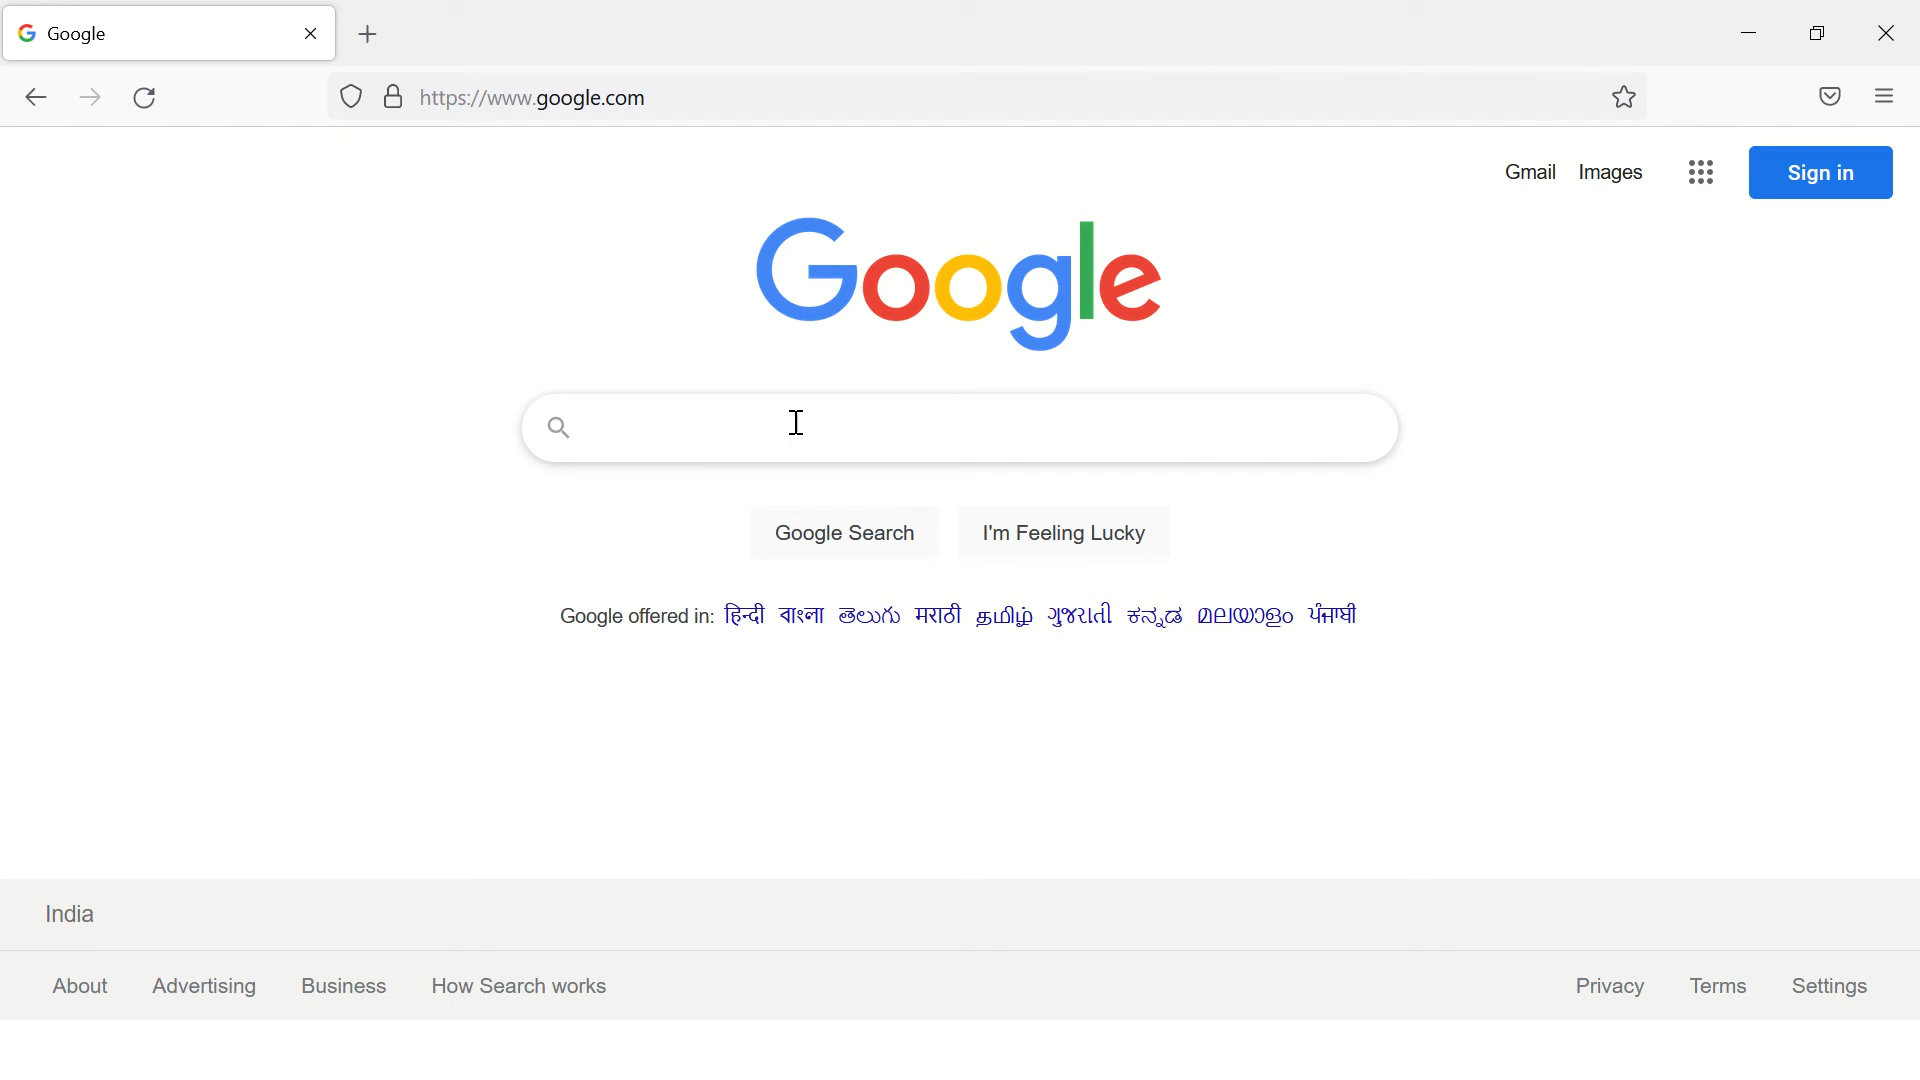 Google
https://www.google.com
Gmail Images Sign in
Google
Google Search I'm Feeling Lucky
Google offered in: हिन्दी বাংলা తెలుగు मराठी தமிழ் ગુજરાતી ಕನ್ನಡ മലയാളം ਪੰਜਾਬੀ
India
About Advertising Business How Search works Privacy Terms Settings